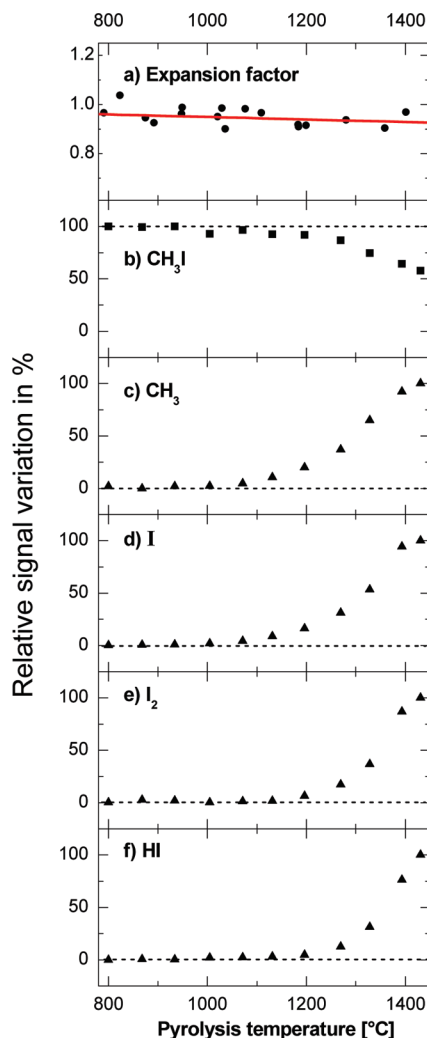 800 1000 1200 1400
a) Expansion factor
1.2
1.0
0.8
b) CH₃I
100
50
0
c) CH₃
100
50
0
d) I
100
50
0
e) I₂
100
50
0
f) HI
100
50
0
800 1000 1200 1400
Pyrolysis temperature [°C]
Relative signal variation in %